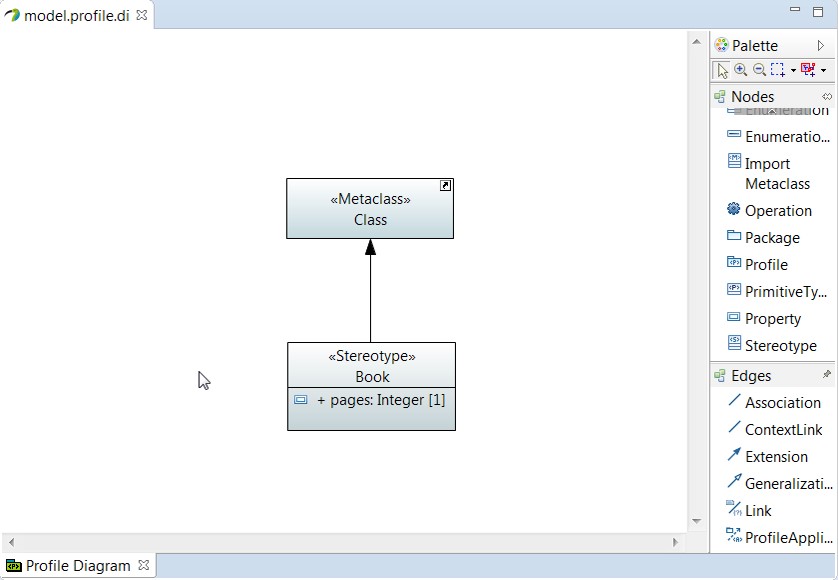 model.profile.di
Palette
Nodes
Enumeration
Enumeratio...
Import
Metaclass
Operation
Package
Profile
PrimitiveTy...
Property
Stereotype
Edges
Association
ContextLink
Extension
Generalizati...
Link
ProfileAppli...
«Metaclass»
Class
«Stereotype»
Book
+ pages: Integer [1]
Profile Diagram